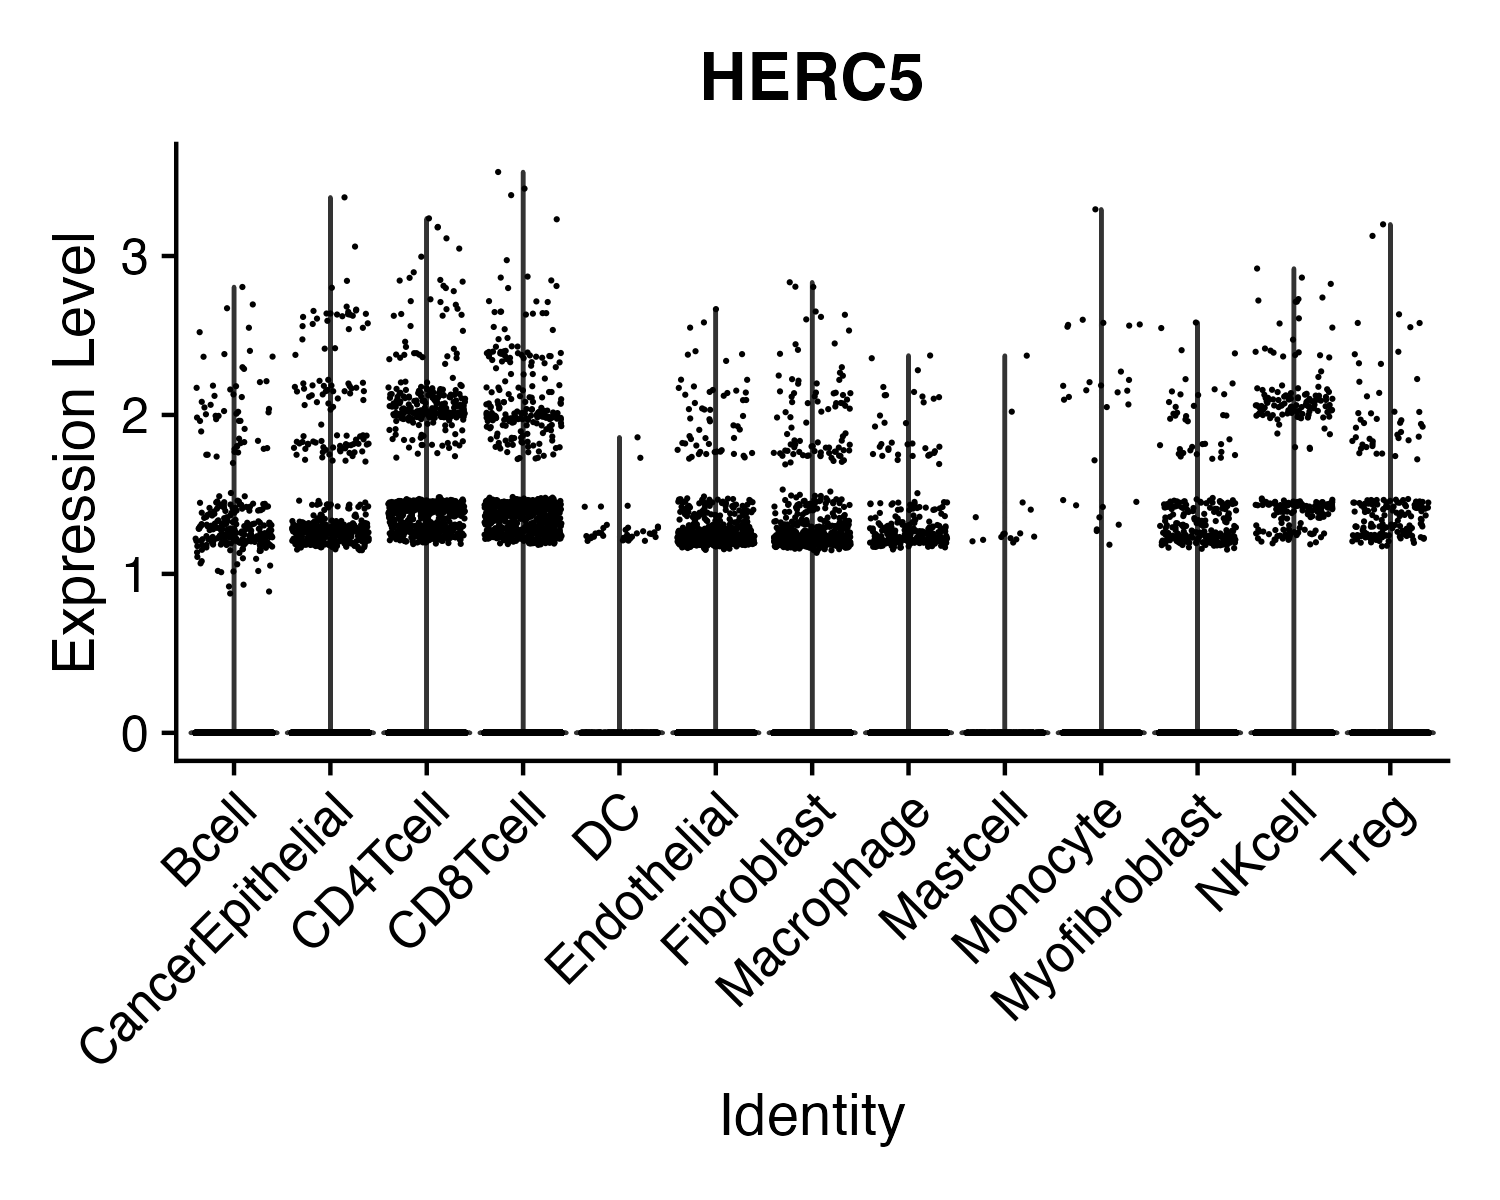 HERC5
Expression Level
3
2
1
0
Bcell
CancerEpithelial
CD4Tcell
CD8Tcell
DC
Endothelial
Fibroblast
Macrophage
Mastcell
Monocyte
Myofibroblast
NKcell
Treg
Identity